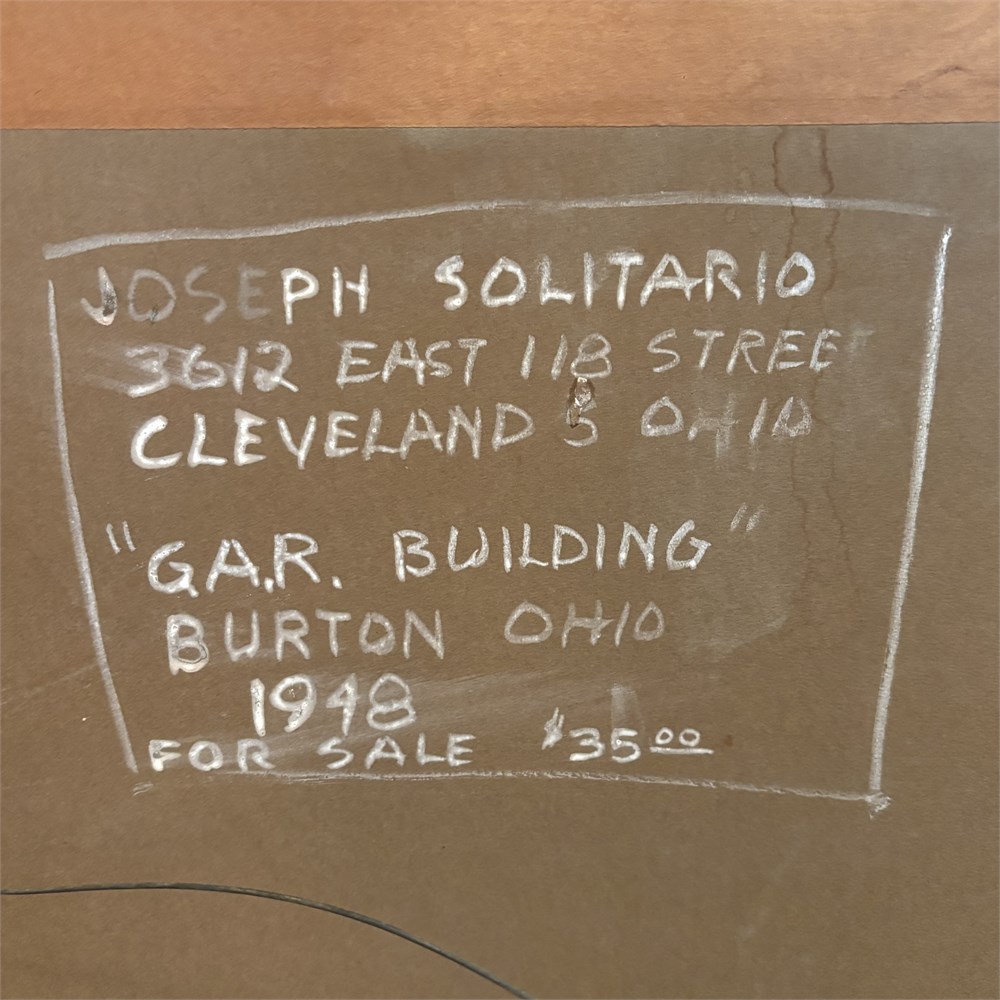 JOSEPH SOLITARIO
3612 EAST 118 STREET
CLEVELAND 5 OHIO
"G.A.R. BUILDING"
BURTON OHIO
1948
FOR SALE $35.00